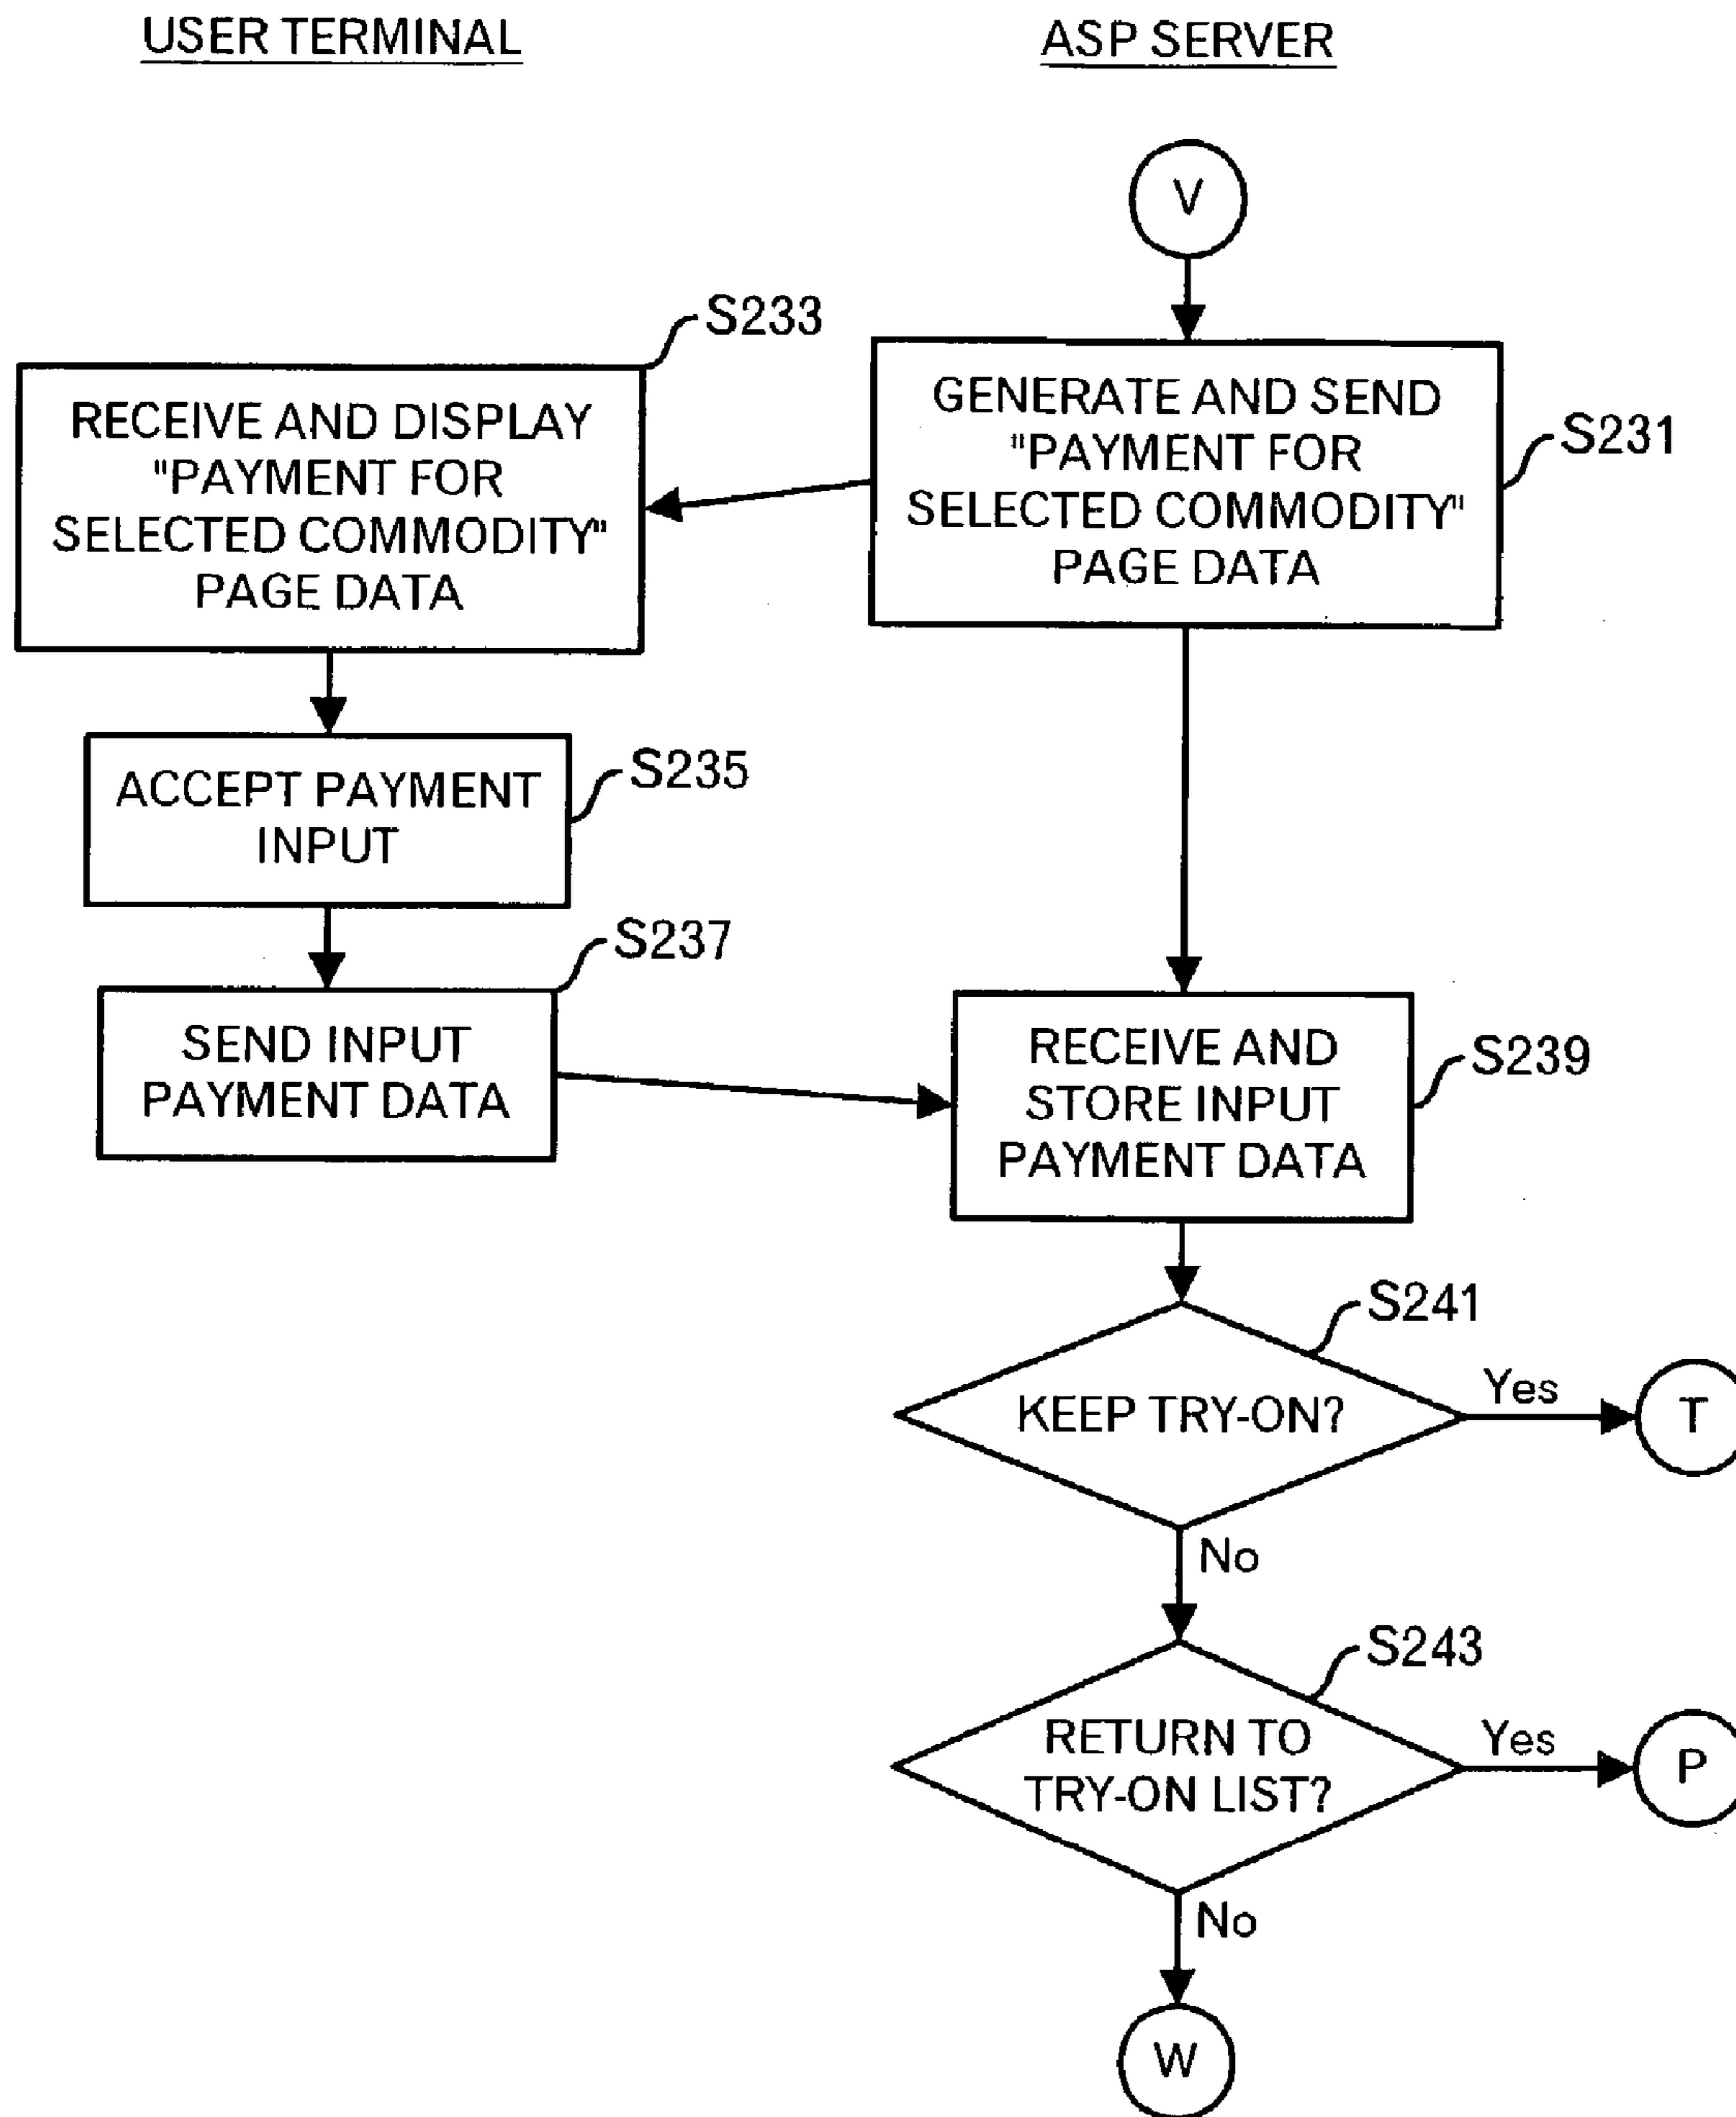 USER TERMINAL
ASP SERVER
V
S233
RECEIVE AND DISPLAY
"PAYMENT FOR
SELECTED COMMODITY"
PAGE DATA
GENERATE AND SEND
"PAYMENT FOR
SELECTED COMMODITY"
PAGE DATA
S231
ACCEPT PAYMENT
INPUT
S235
S237
SEND INPUT
PAYMENT DATA
RECEIVE AND
STORE INPUT
PAYMENT DATA
S239
S241
KEEP TRY-ON?
Yes
T
No
S243
RETURN TO
TRY-ON LIST?
Yes
P
No
W